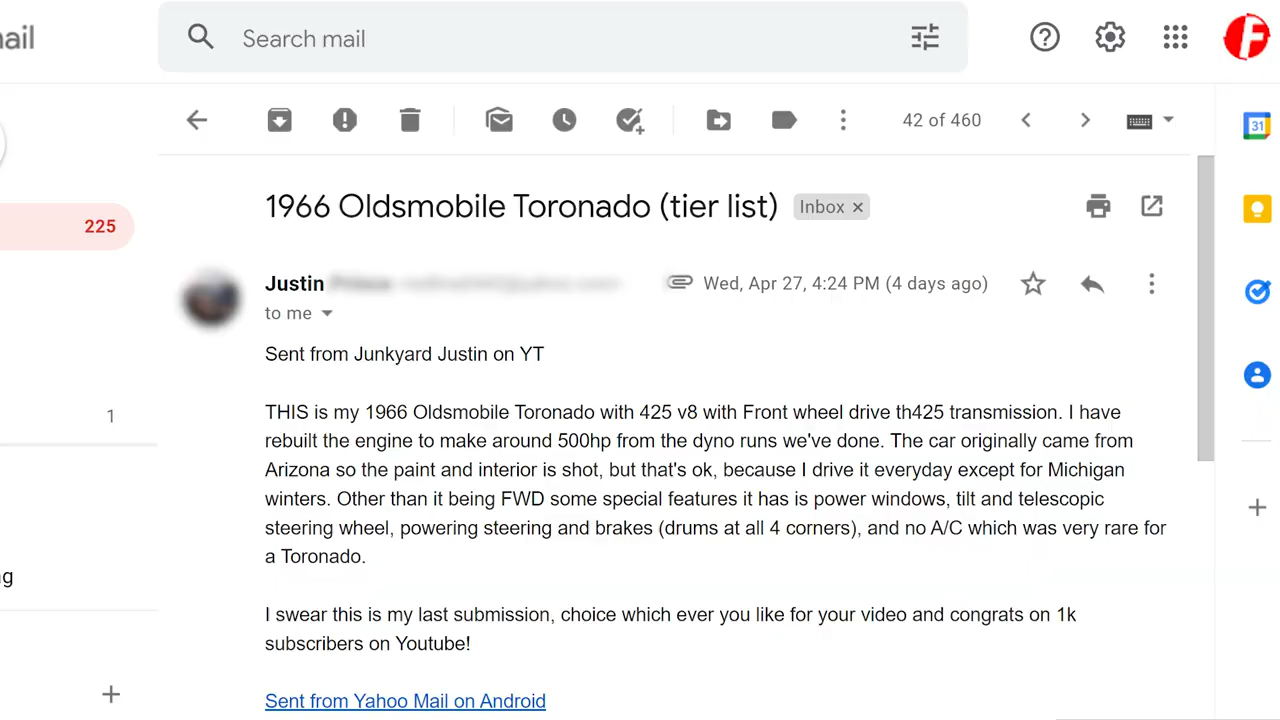 ail
Search mail
F
42 of 460
31
1966 Oldsmobile Toronado (tier list)
Inbox ×
225
Justin
Wed, Apr 27, 4:24 PM (4 days ago)
to me
Sent from Junkyard Justin on YT
1
THIS is my 1966 Oldsmobile Toronado with 425 v8 with Front wheel drive th425 transmission. I have
rebuilt the engine to make around 500hp from the dyno runs we've done. The car originally came from
Arizona so the paint and interior is shot, but that's ok, because I drive it everyday except for Michigan
winters. Other than it being FWD some special features it has is power windows, tilt and telescopic
steering wheel, powering steering and brakes (drums at all 4 corners), and no A/C which was very rare for
a Toronado.
g
I swear this is my last submission, choice which ever you like for your video and congrats on 1k
subscribers on Youtube!
Sent from Yahoo Mail on Android